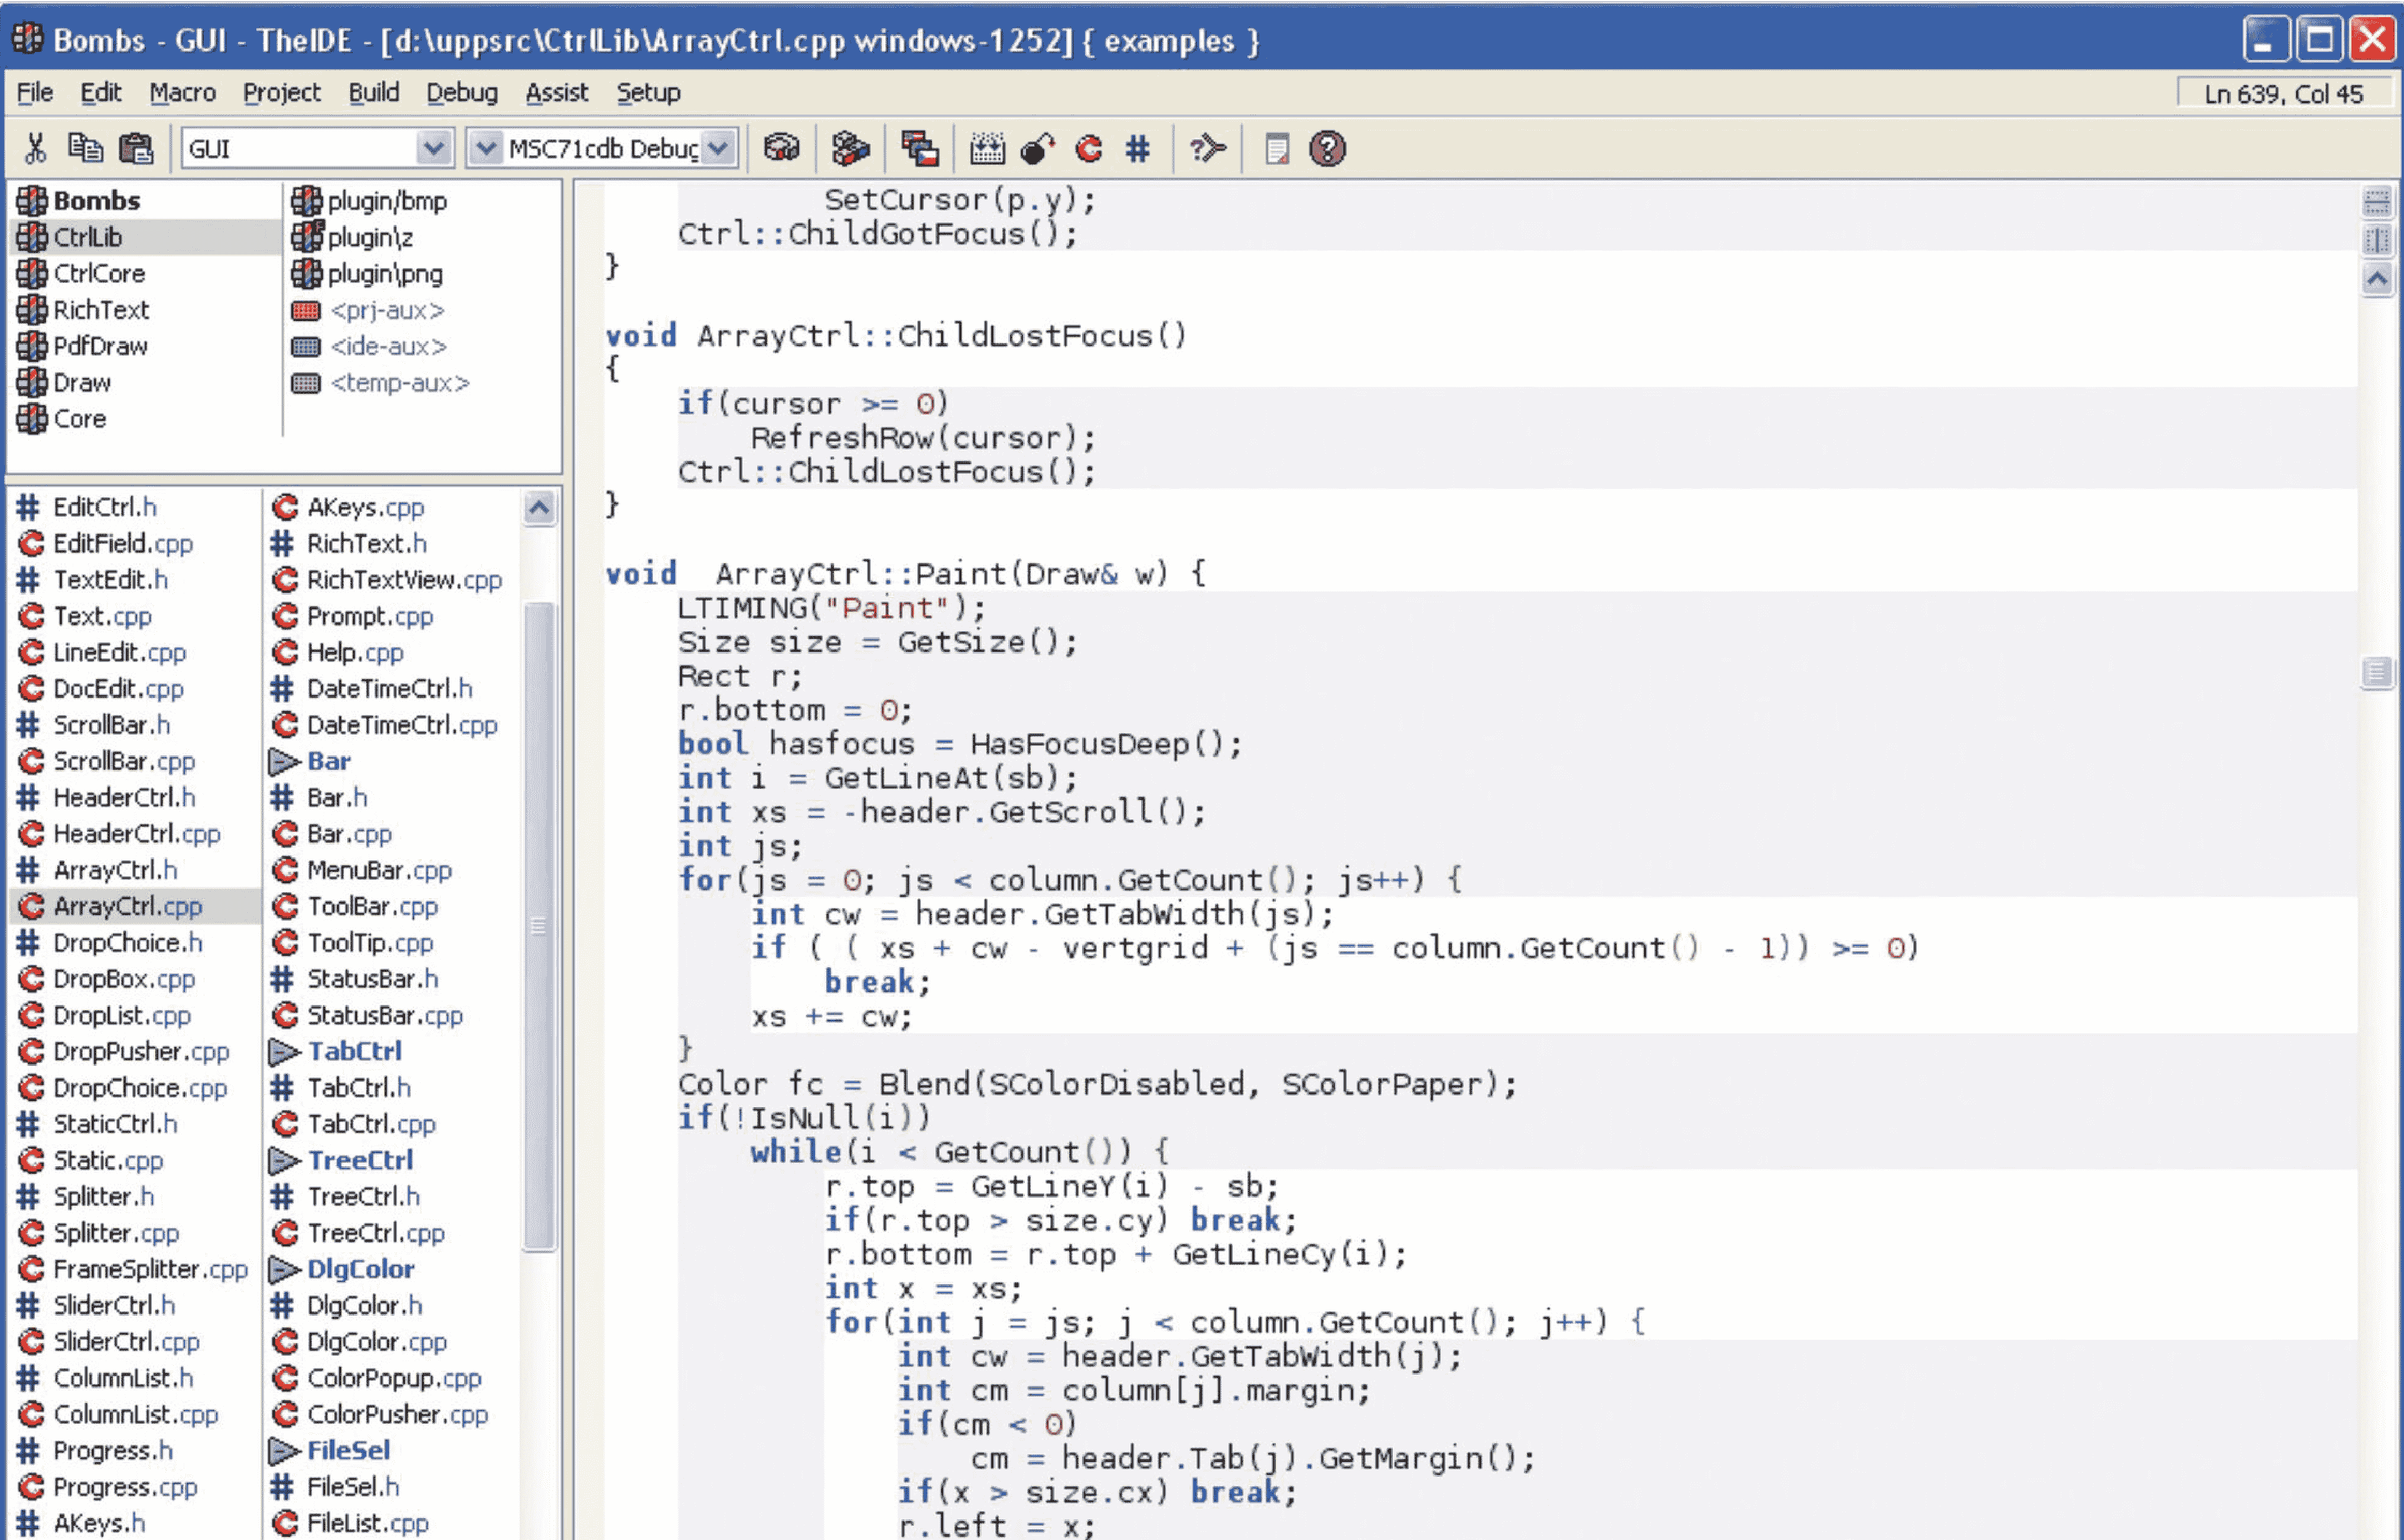 Bombs - GUI - TheIDE - [d:\uppsrc\CtrlLib\ArrayCtrl.cpp windows-1252] { examples }
File Edit Macro Project Build Debug Assist Setup
Ln 639, Col 45
GUI
MSC71cdb Debug
Bombs
CtrlLib
CtrlCore
RichText
PdfDraw
Draw
Core
plugin/bmp
plugin\z
plugin\png
<prj-aux>
<ide-aux>
<temp-aux>
EditCtrl.h
EditField.cpp
TextEdit.h
Text.cpp
LineEdit.cpp
DocEdit.cpp
ScrollBar.h
ScrollBar.cpp
HeaderCtrl.h
HeaderCtrl.cpp
ArrayCtrl.h
ArrayCtrl.cpp
DropChoice.h
DropBox.cpp
DropList.cpp
DropPusher.cpp
DropChoice.cpp
StaticCtrl.h
Static.cpp
Splitter.h
Splitter.cpp
FrameSplitter.cpp
SliderCtrl.h
SliderCtrl.cpp
ColumnList.h
ColumnList.cpp
Progress.h
Progress.cpp
AKeys.h
AKeys.cpp
RichText.h
RichTextView.cpp
Prompt.cpp
Help.cpp
DateTimeCtrl.h
DateTimeCtrl.cpp
Bar
Bar.h
Bar.cpp
MenuBar.cpp
ToolBar.cpp
ToolTip.cpp
StatusBar.h
StatusBar.cpp
TabCtrl
TabCtrl.h
TabCtrl.cpp
TreeCtrl
TreeCtrl.h
TreeCtrl.cpp
DlgColor
DlgColor.h
DlgColor.cpp
ColorPopup.cpp
ColorPusher.cpp
FileSel
FileSel.h
FileList.cpp
SetCursor(p.y);
Ctrl::ChildGotFocus();
}
void ArrayCtrl::ChildLostFocus()
{
if(cursor >= 0)
RefreshRow(cursor);
Ctrl::ChildLostFocus();
}
void  ArrayCtrl::Paint(Draw& w) {
LTIMING("Paint");
Size size = GetSize();
Rect r;
r.bottom = 0;
bool hasfocus = HasFocusDeep();
int i = GetLineAt(sb);
int xs = -header.GetScroll();
int js;
for(js = 0; js < column.GetCount(); js++) {
int cw = header.GetTabWidth(js);
if ( ( xs + cw - vertgrid + (js == column.GetCount() - 1)) >= 0)
break;
xs += cw;
}
Color fc = Blend(SColorDisabled, SColorPaper);
if(!IsNull(i))
while(i < GetCount()) {
r.top = GetLineY(i) - sb;
if(r.top > size.cy) break;
r.bottom = r.top + GetLineCy(i);
int x = xs;
for(int j = js; j < column.GetCount(); j++) {
int cw = header.GetTabWidth(j);
int cm = column[j].margin;
if(cm < 0)
cm = header.Tab(j).GetMargin();
if(x > size.cx) break;
r.left = x;